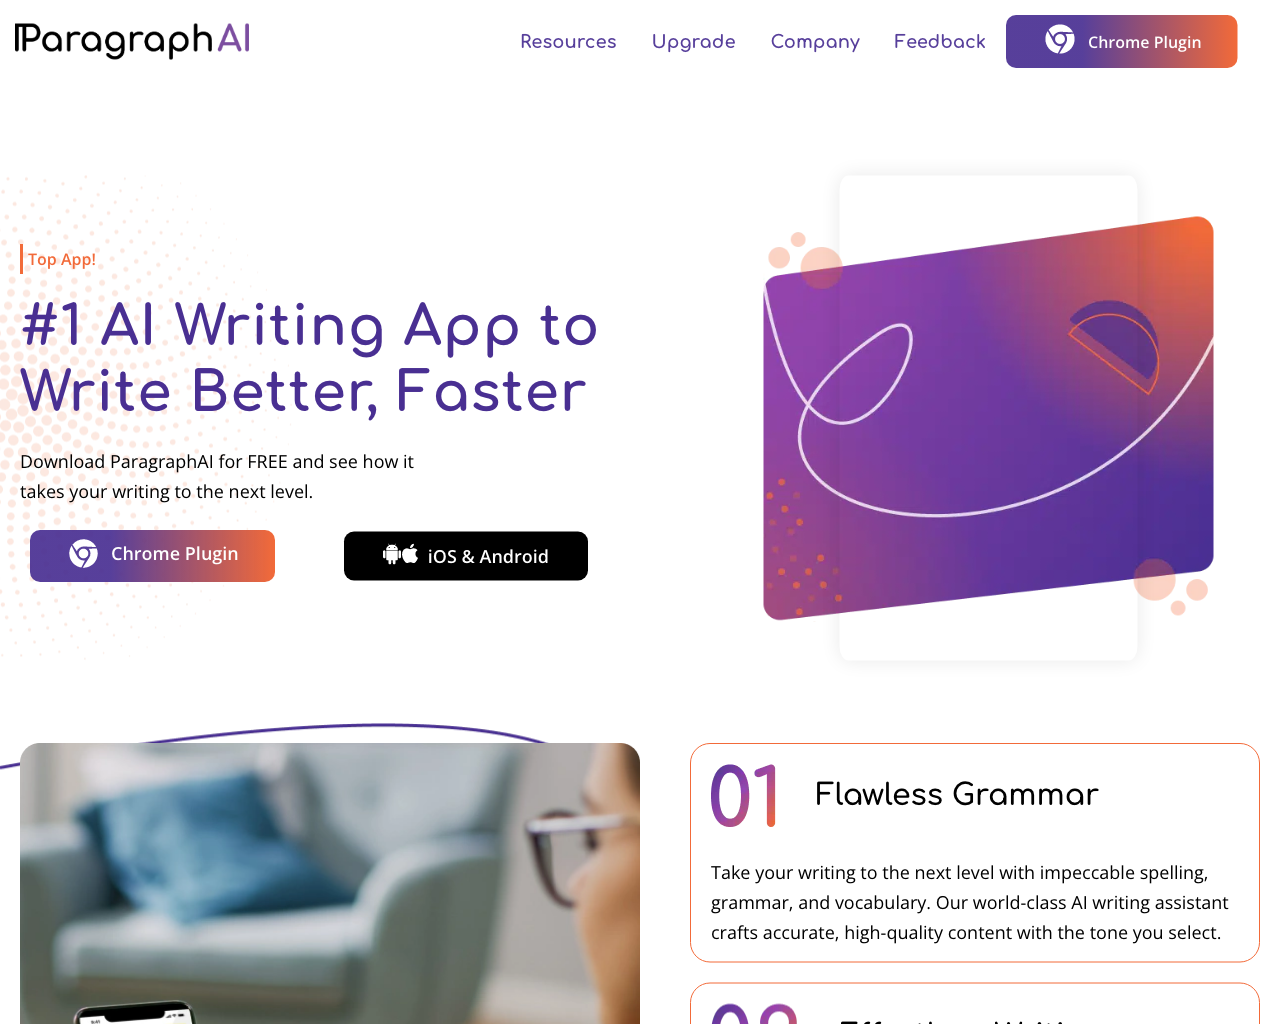 ParagraphAI
Resources
Upgrade
Company
Feedback
Chrome Plugin
Top App!
#1 AI Writing App to
Write Better, Faster
Download ParagraphAI for FREE and see how it
takes your writing to the next level.
Chrome Plugin
iOS & Android
01
Flawless Grammar
Take your writing to the next level with impeccable spelling,
grammar, and vocabulary. Our world-class AI writing assistant
crafts accurate, high-quality content with the tone you select.